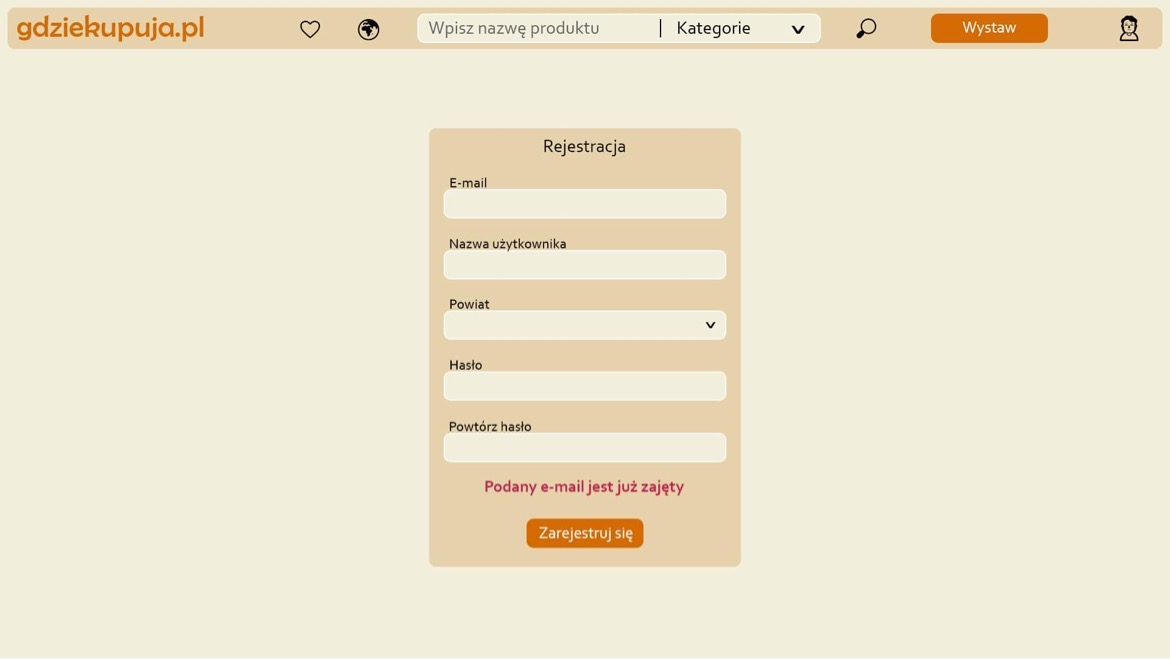 gdziekupuja.pl
Wpisz nazwę produktu | Kategorie
Wystaw
Rejestracja
E-mail
Nazwa użytkownika
Powiat
Hasło
Powtórz hasło
Podany e-mail jest już zajęty
Zarejestruj się